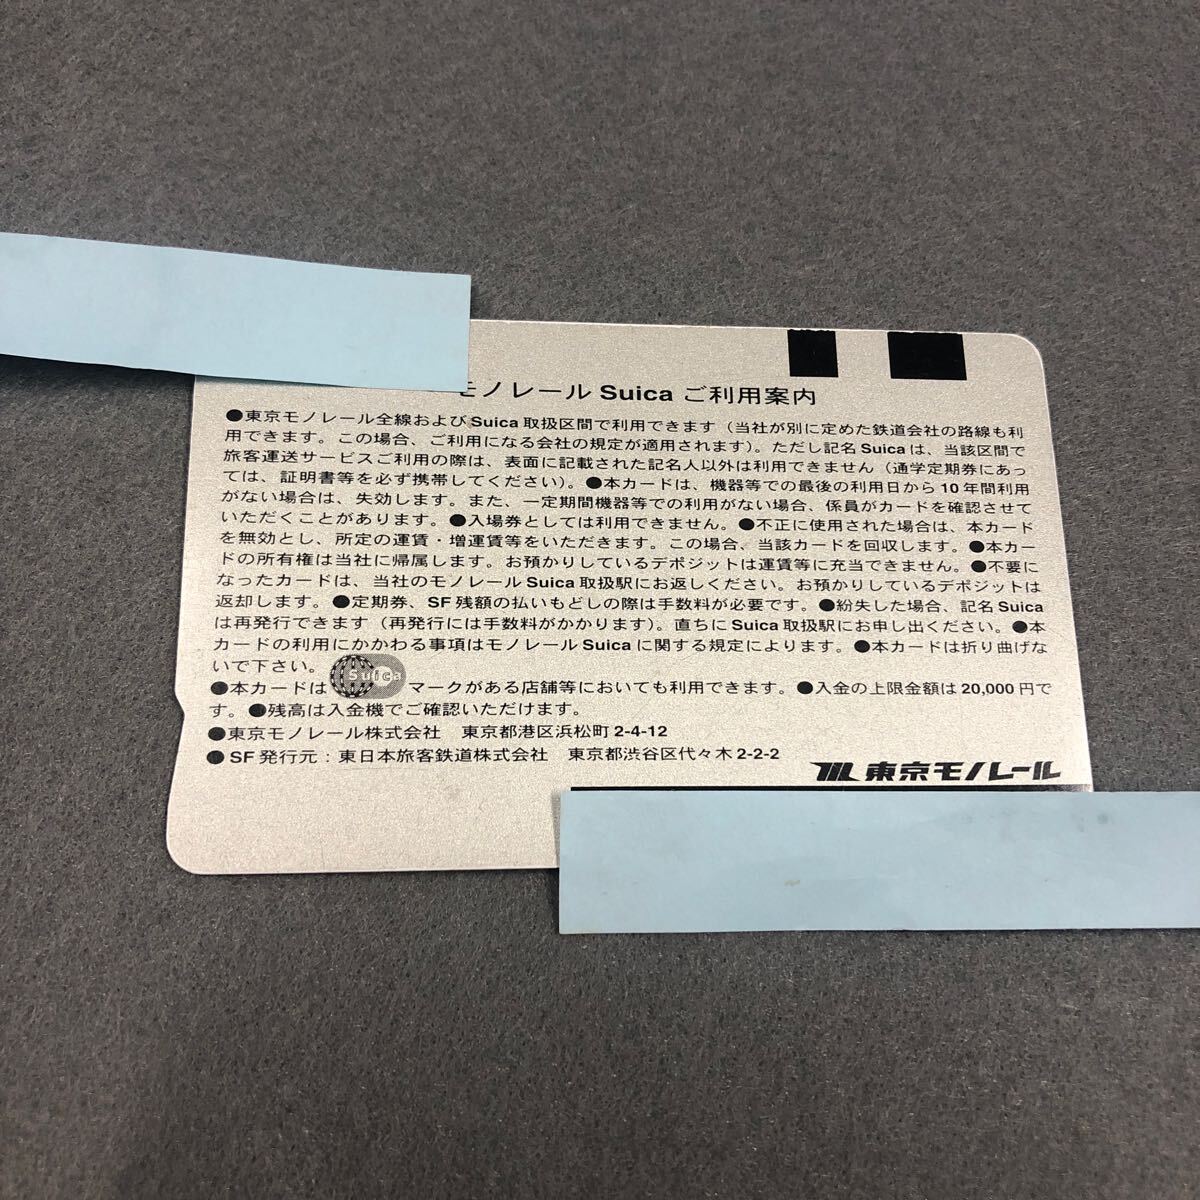 モノレール Suica ご利用案内
●東京モノレール全線およびSuica取扱区間で利用できます（当社が別に定めた鉄道会社の路線も利
用できます。この場合、ご利用になる会社の規定が適用されます）。ただし記名Suicaは、当該区間で
旅客運送サービスご利用の際は、表面に記載された記名人以外は利用できません（通学定期券にあっ
ては、証明書等を必ず携帯してください）。●本カードは、機器等での最後の利用日から10年間利用
がない場合は、失効します。また、一定期間機器等での利用がない場合、係員がカードを確認させて
いただくことがあります。●入場券としては利用できません。●不正に使用された場合は、本カード
を無効とし、所定の運賃・増運賃等をいただきます。この場合、当該カードを回収します。●本カー
ドの所有権は当社に帰属します。お預かりしているデポジットは運賃等に充当できません。●不要に
なったカードは、当社のモノレールSuica取扱駅にお返しください。お預かりしているデポジットは
返却します。●定期券、SF残額の払いもどしの際は手数料が必要です。●紛失した場合、記名Suica
は再発行できます（再発行には手数料がかかります）。直ちにSuica取扱駅にお申し出ください。●本
カードの利用にかかわる事項はモノレールSuicaに関する規定によります。●本カードは折り曲げな
いで下さい。
●本カードは Suica マークがある店舗等においても利用できます。●入金の上限金額は20,000円で
す。●残高は入金機でご確認いただけます。
●東京モノレール株式会社　東京都港区浜松町2-4-12
●SF発行元：東日本旅客鉄道株式会社　東京都渋谷区代々木2-2-2
東京モノレール